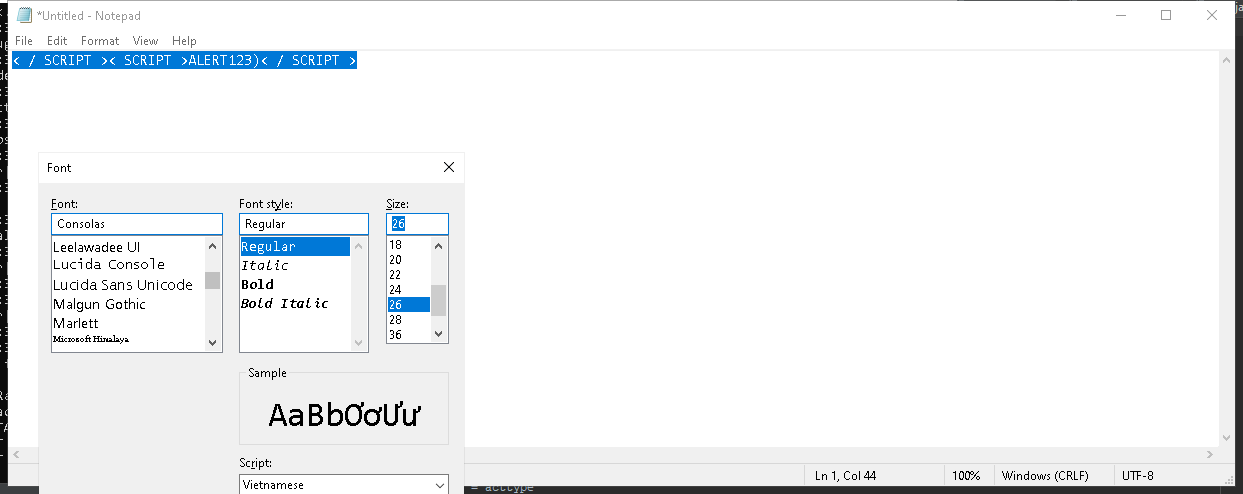 *Untitled - Notepad
File Edit Format View Help
< / SCRIPT >< SCRIPT >ALERT123)< / SCRIPT >
Font
Font: Font style: Size:
Consolas Regular 26
Leelawadee UI Regular 18
Lucida Console Italic 20
Lucida Sans Unicode Bold 22
Malgun Gothic Bold Italic 24
Marlett 26
Microsoft Himalaya 28
36
Sample
AaBbƠơƯư
Script:
Vietnamese
Ln 1, Col 44 100% Windows (CRLF) UTF-8
= acctype